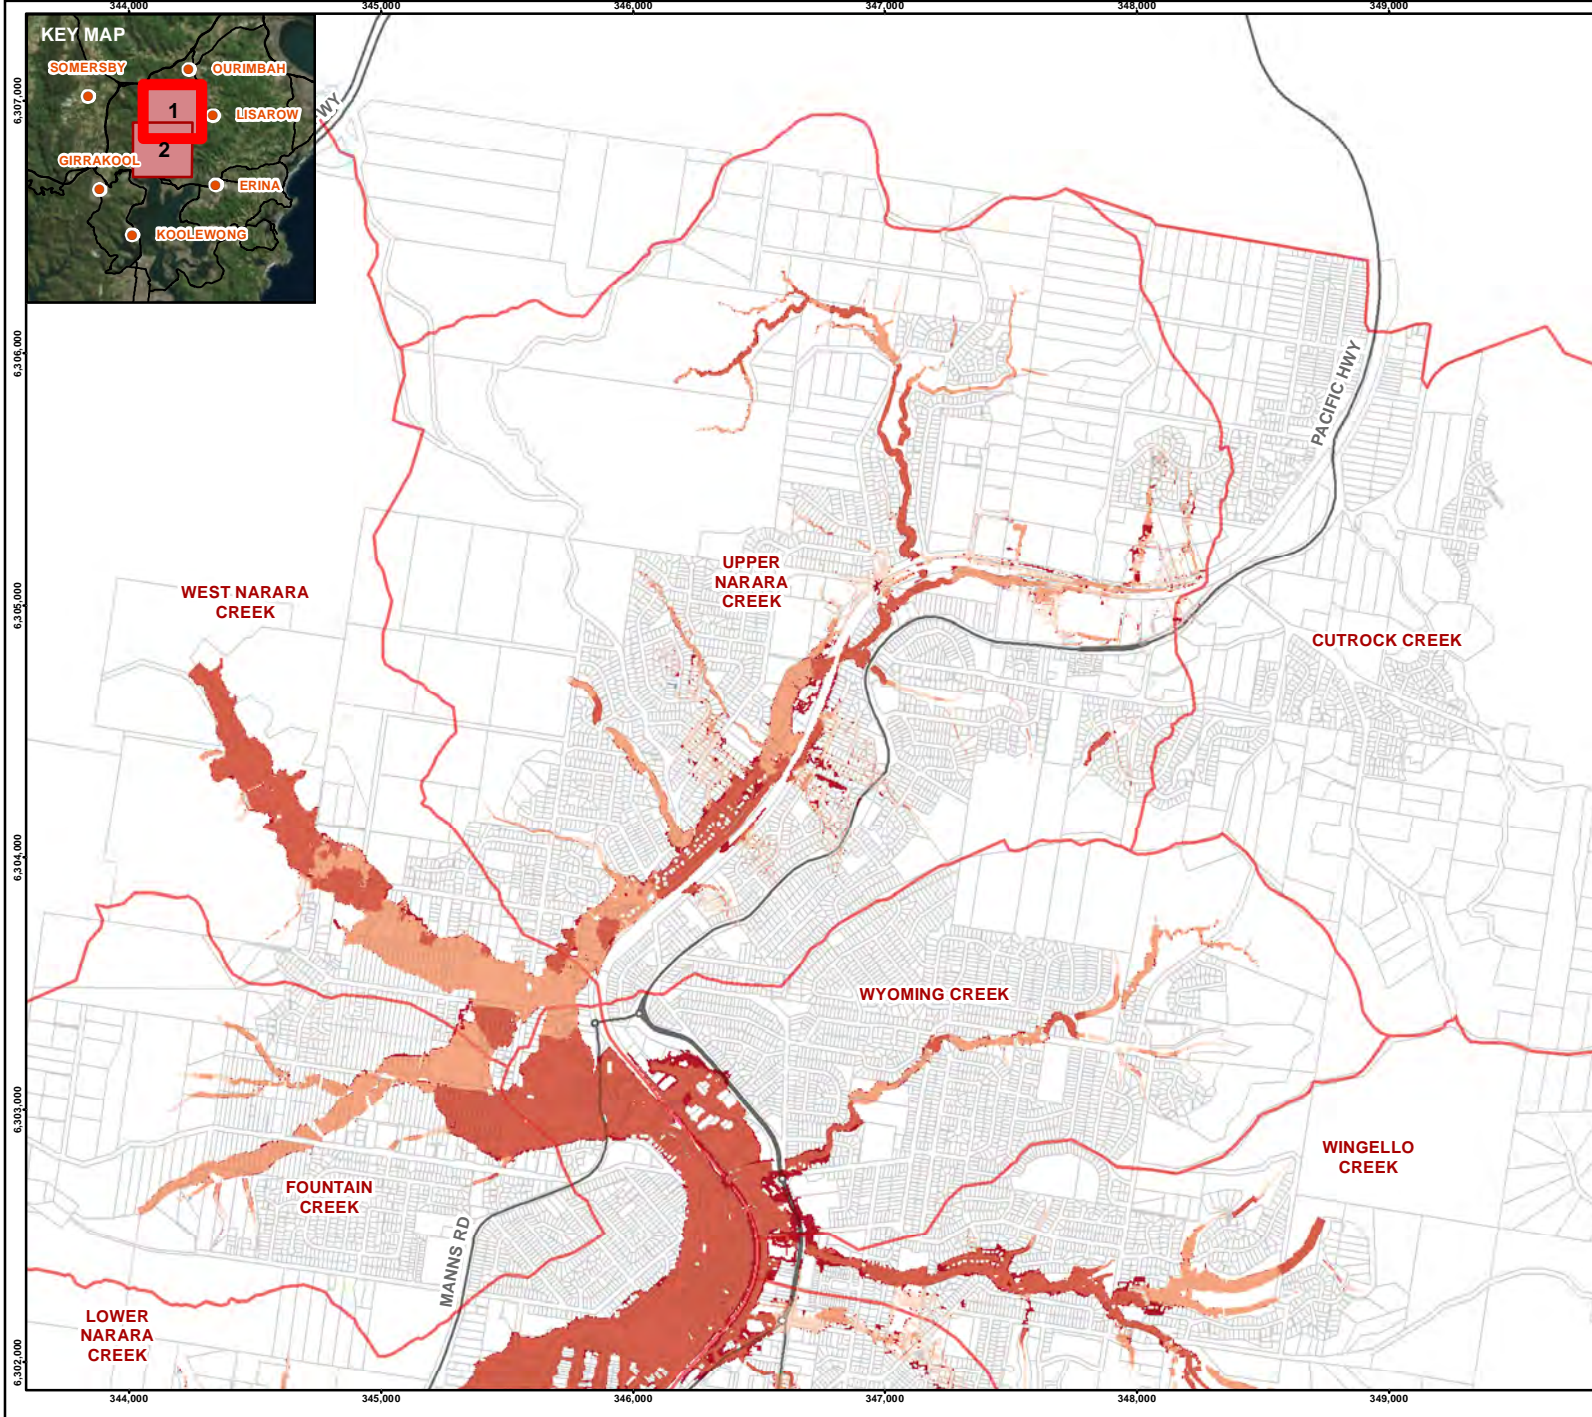 344,000
345,000
346,000
347,000
348,000
349,000
KEY MAP
SOMERSBY
OURIMBAH
1
LISAROW
2
GIRRAKOOL
ERINA
KOOLEWONG
WY
6,307,000
6,306,000
6,305,000
6,304,000
6,303,000
6,302,000
PACIFIC HWY
UPPER
NARARA
CREEK
WEST NARARA
CREEK
CUTROCK CREEK
WYOMING CREEK
WINGELLO
CREEK
FOUNTAIN
CREEK
MANNS RD
LOWER
NARARA
CREEK
344,000
345,000
346,000
347,000
348,000
349,000